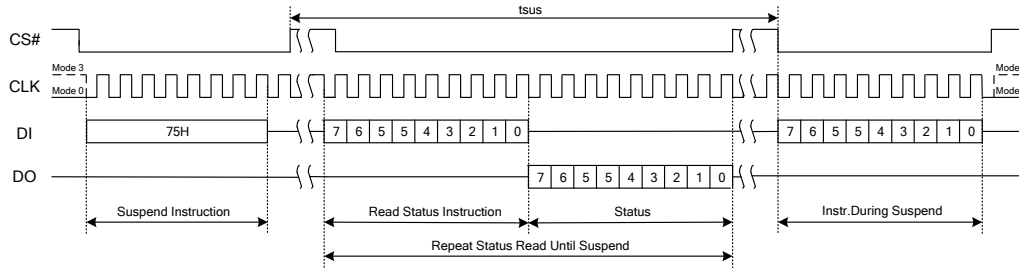 tsus
CS#
Mode 3
Mode 0
CLK
Mode
Mode
DI
75H
7 6 5 5 4 3 2 1 0
7 6 5 5 4 3 2 1 0
DO
7 6 5 5 4 3 2 1 0
Suspend Instruction
Read Status Instruction
Status
Instr.During Suspend
Repeat Status Read Until Suspend